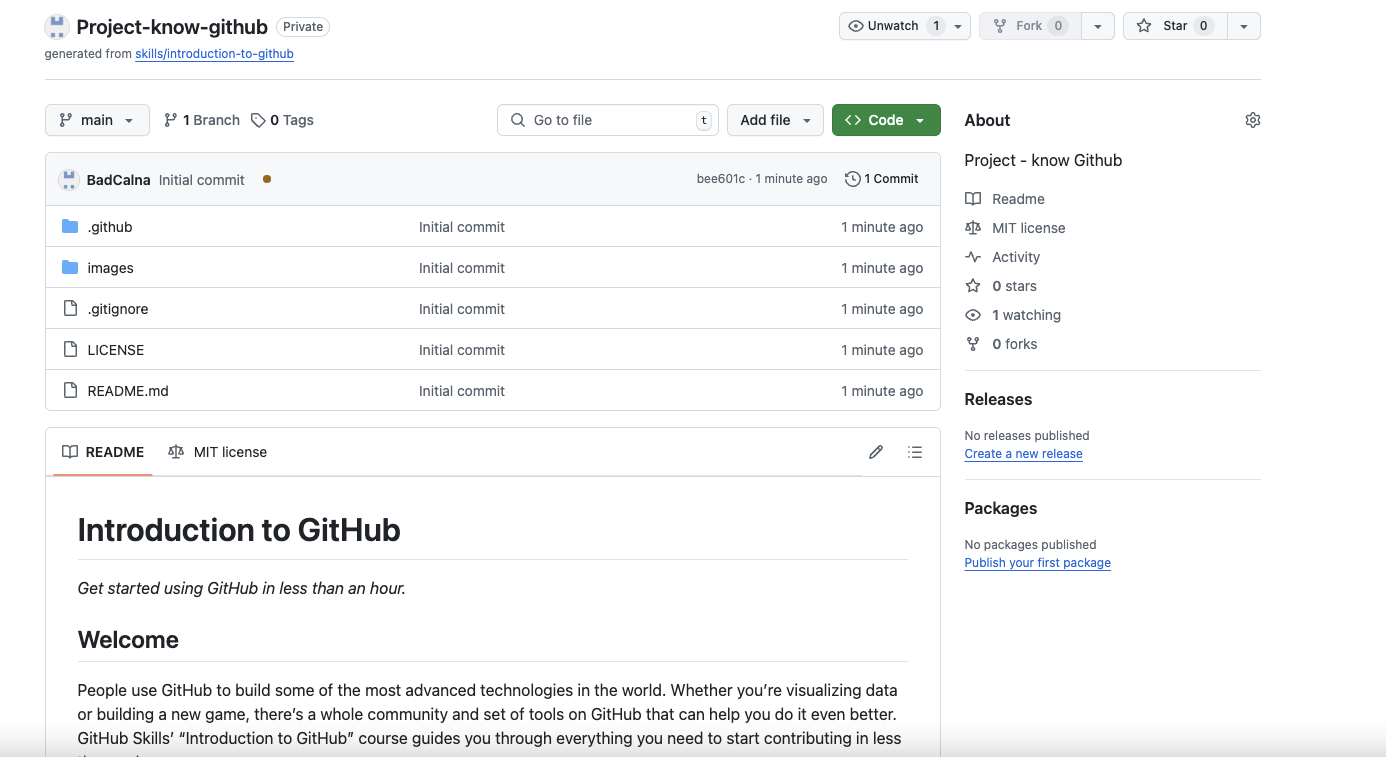 Project-know-github Private Unwatch 1 Fork 0 Star 0
generated from skills/introduction-to-github
main 1 Branch 0 Tags Go to file t Add file Code
BadCalna Initial commit bee601c · 1 minute ago 1 Commit
.github Initial commit 1 minute ago
images Initial commit 1 minute ago
.gitignore Initial commit 1 minute ago
LICENSE Initial commit 1 minute ago
README.md Initial commit 1 minute ago
README MIT license
Introduction to GitHub
Get started using GitHub in less than an hour.
Welcome
People use GitHub to build some of the most advanced technologies in the world. Whether you’re visualizing data
or building a new game, there’s a whole community and set of tools on GitHub that can help you do it even better.
GitHub Skills’ “Introduction to GitHub” course guides you through everything you need to start contributing in less
About
Project - know Github
Readme
MIT license
Activity
0 stars
1 watching
0 forks
Releases
No releases published
Create a new release
Packages
No packages published
Publish your first package